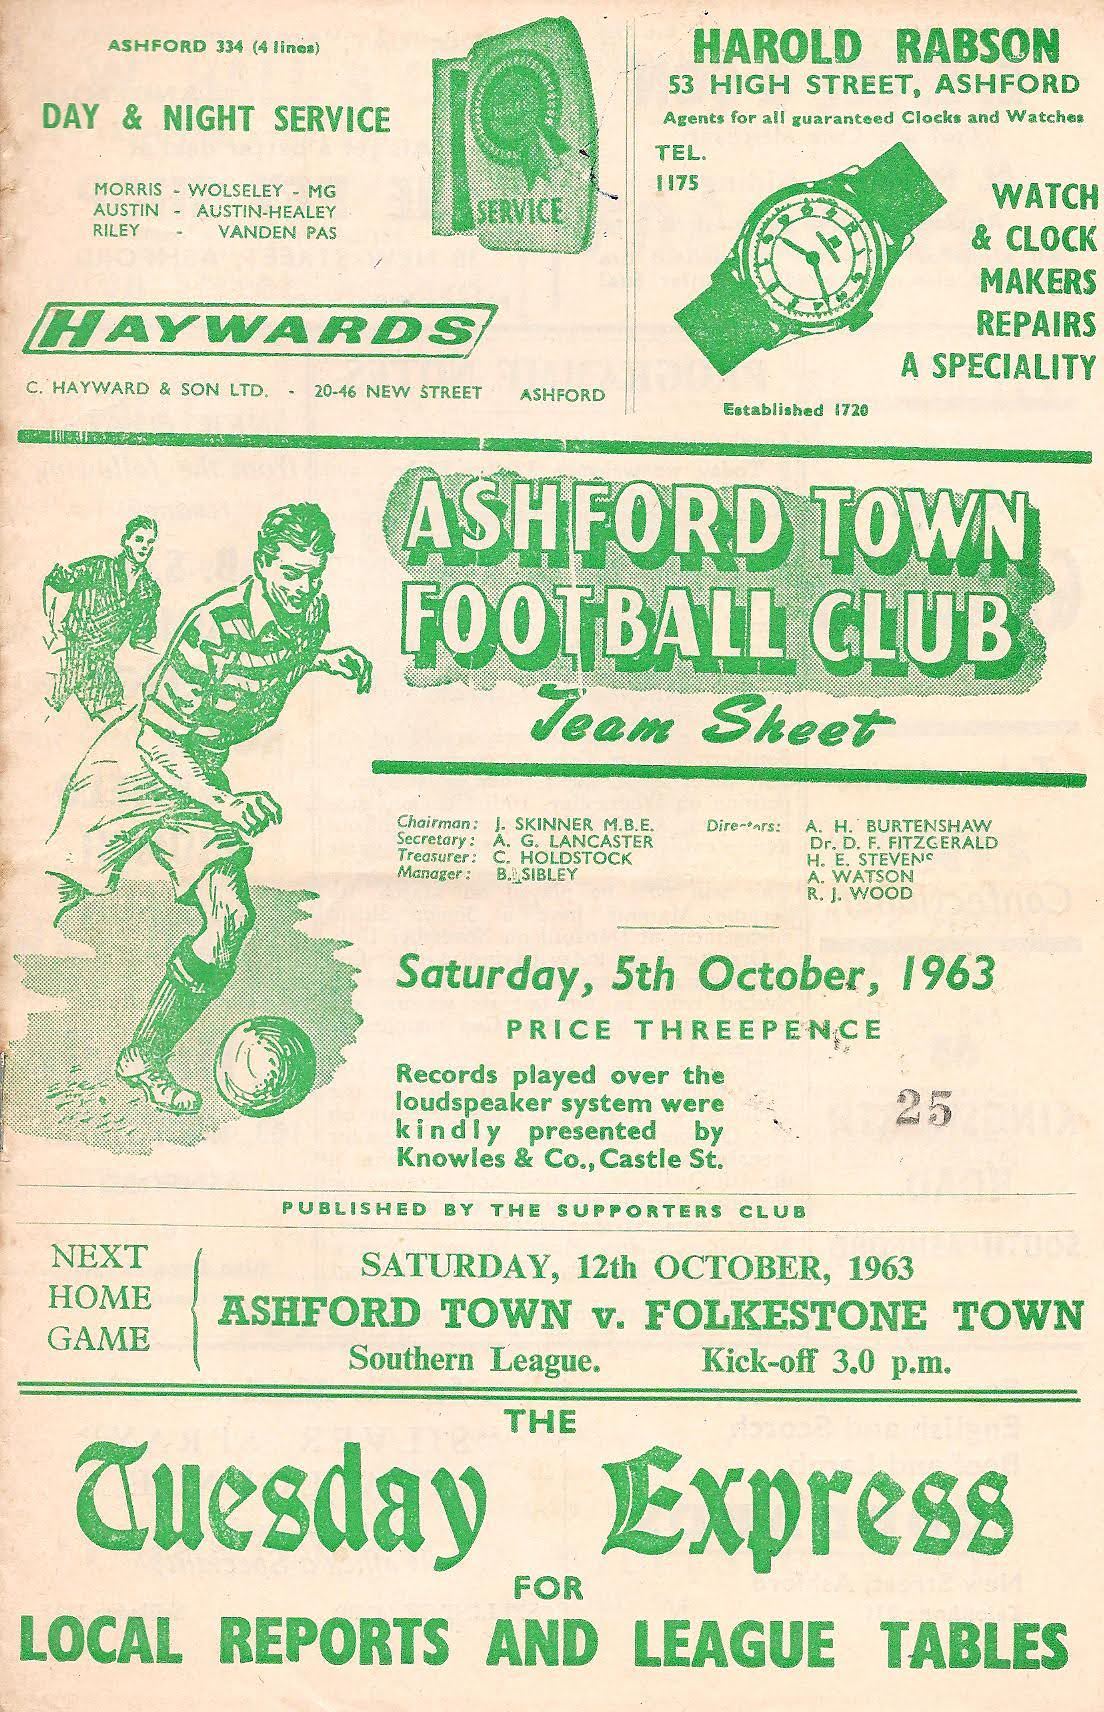 ASHFORD 334 (4 lines)
DAY & NIGHT SERVICE
MORRIS - WOLSELEY - MG
AUSTIN - AUSTIN-HEALEY
RILEY - VANDEN PAS
SERVICE
HAYWARDS
C. HAYWARD & SON LTD. - 20-46 NEW STREET ASHFORD
HAROLD RABSON
53 HIGH STREET, ASHFORD
Agents for all guaranteed Clocks and Watches
TEL.
1175
WATCH
& CLOCK
MAKERS
REPAIRS
A SPECIALITY
Established 1720
ASHFORD TOWN
FOOTBALL CLUB
Team Sheet
Chairman: J. SKINNER M.B.E.
Secretary: A. G. LANCASTER
Treasurer: C. HOLDSTOCK
Manager: B. SIBLEY
Directors: A. H. BURTENSHAW
Dr. D. F. FITZGERALD
H. E. STEVENS
A. WATSON
R. J. WOOD
Saturday, 5th October, 1963
PRICE THREEPENCE
Records played over the
loudspeaker system were
kindly presented by
Knowles & Co., Castle St.
25
PUBLISHED BY THE SUPPORTERS CLUB
NEXT
HOME
GAME
SATURDAY, 12th OCTOBER, 1963
ASHFORD TOWN v. FOLKESTONE TOWN
Southern League. Kick-off 3.0 p.m.
THE
Tuesday Express
FOR
LOCAL REPORTS AND LEAGUE TABLES